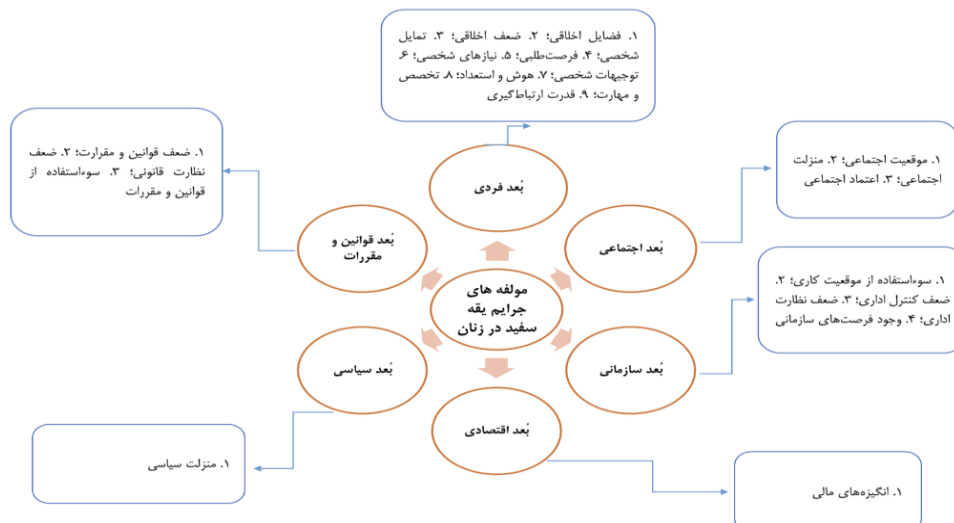 ۱. فضایل اخلاقی؛ ۲. ضعف اخلاقی؛ ۳. تمایل
شخصی؛ ۴. فرصت‌طلبی؛ ۵. نیازهای شخصی؛ ۶.
توجیهات شخصی؛ ۷. هوش و استعداد؛ ۸. تخصص
و مهارت؛ ۹. قدرت ارتباط‌گیری
۱. موقعیت اجتماعی؛ ۲. منزلت
اجتماعی؛ ۳. اعتماد اجتماعی
۱. ضعف قوانین و مقرارت؛ ۲. ضعف
نظارت قانونی؛ ۳. سوءاستفاده از
قوانین و مقررات
بُعد فردی
بُعد اجتماعی
بُعد قوانین و
مقررات
مولفه های
جرایم یقه
سفید در زنان
۱. سوءاستفاده از موقعیت کاری؛ ۲.
ضعف کنترل اداری؛ ۳. ضعف نظارت
اداری؛ ۴. وجود فرصت‌های سازمانی
بُعد سازمانی
بُعد سیاسی
بُعد اقتصادی
۱. منزلت سیاسی
۱. انگیزه‌های مالی